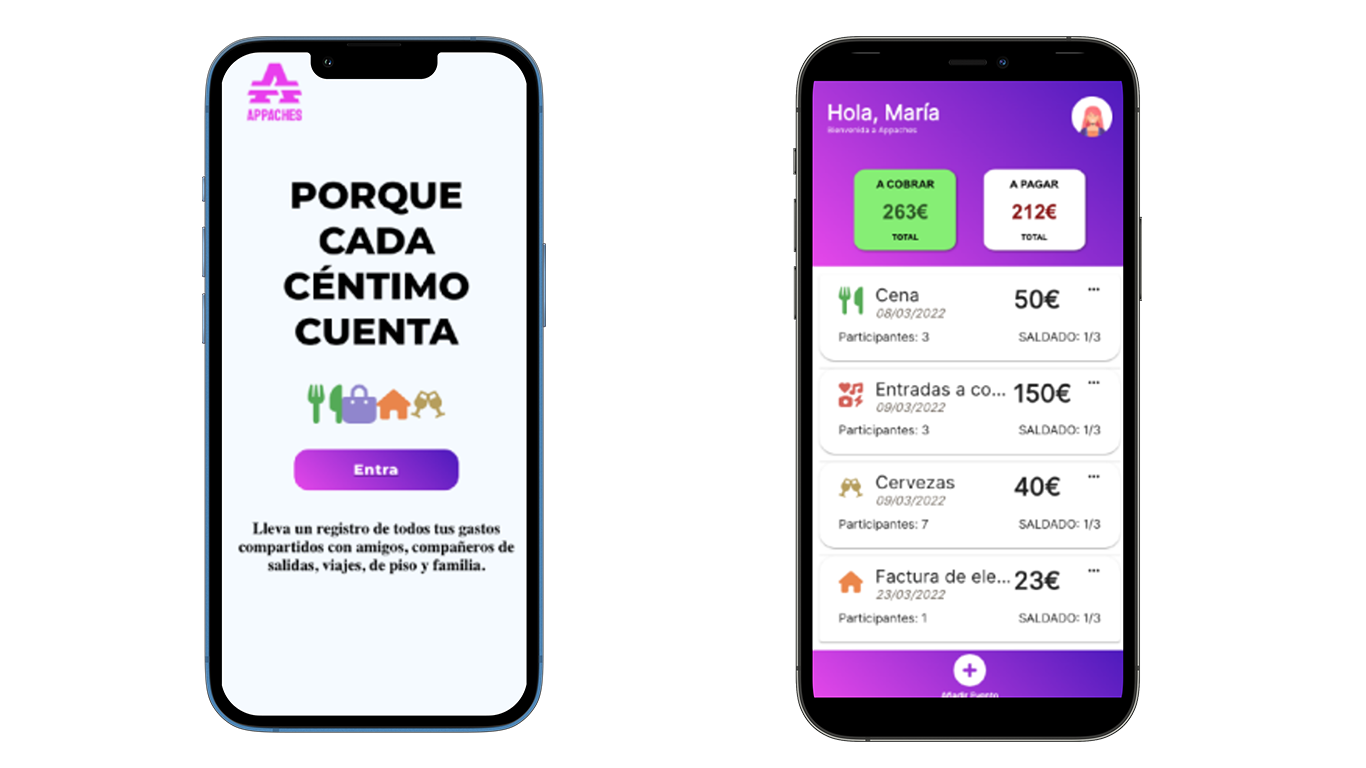 APPACHES
PORQUE
CADA
CÉNTIMO
CUENTA
Entra
Lleva un registro de todos tus gastos
compartidos con amigos, compañeros de
salidas, viajes, de piso y familia.
Hola, María
Bienvenida a Appaches
A COBRAR
263€
TOTAL
A PAGAR
212€
TOTAL
Cena 50€ ...
08/03/2022
Participantes: 3 SALDADO: 1/3
Entradas a co... 150€ ...
09/03/2022
Participantes: 3 SALDADO: 1/3
Cervezas 40€ ...
09/03/2022
Participantes: 7 SALDADO: 1/3
Factura de ele... 23€ ...
23/03/2022
Participantes: 1 SALDADO: 1/3
Añadir Evento